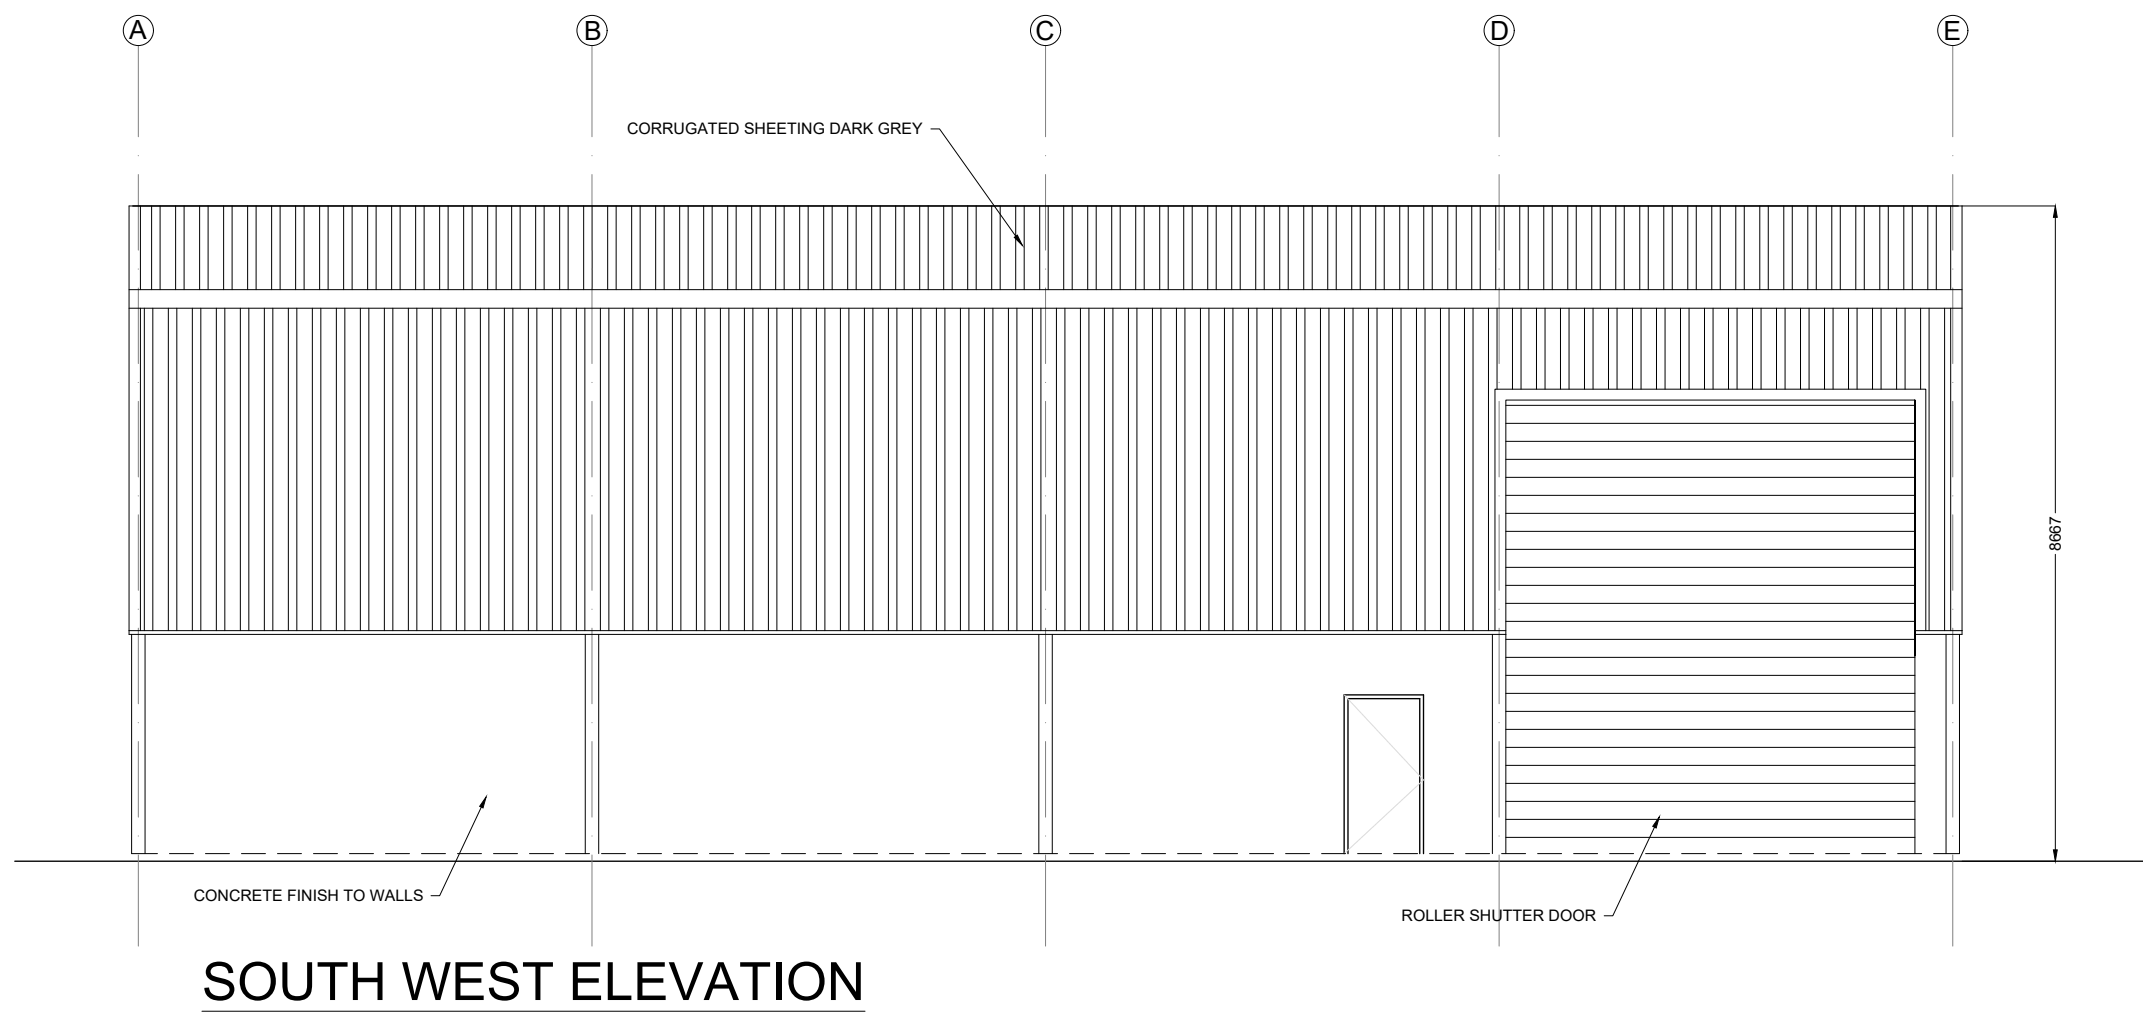 A B C D E
CORRUGATED SHEETING DARK GREY
8667
CONCRETE FINISH TO WALLS
ROLLER SHUTTER DOOR
SOUTH WEST ELEVATION